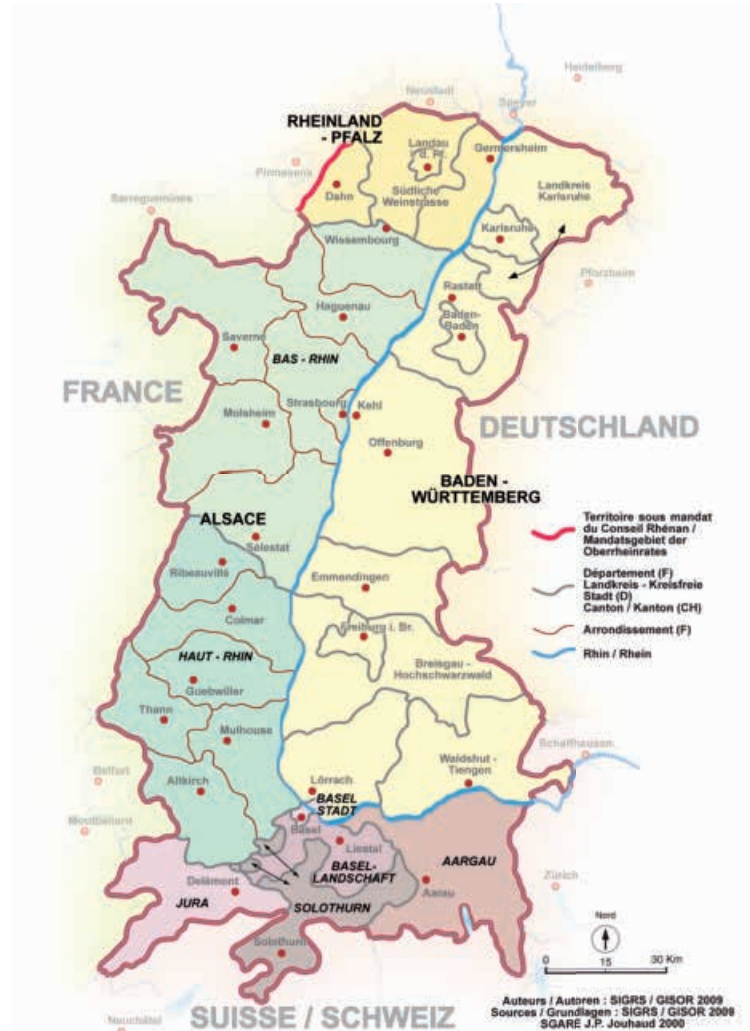 Heidelberg
Neustadt
Speyer
RHEINLAND
- PFALZ
Landau
i. d. Pf.
Germersheim
Pirmasens
Dahn
Südliche
Weinstrasse
Landkreis
Karlsruhe
Sarreguemines
Wissembourg
Karlsruhe
Pforzheim
Rastatt
Haguenau
Baden-
Baden
Saverne
BAS - RHIN
FRANCE
Strasbourg
Kehl
Molsheim
DEUTSCHLAND
Offenburg
BADEN -
WÜRTTEMBERG
ALSACE
Sélestat
Territoire sous mandat
du Conseil Rhénan /
Mandatsgebiet der
Oberrheinrates
Ribeauvillé
Emmendingen
Département (F)
Landkreis - Kreisfreie
Stadt (D)
Canton / Kanton (CH)
Colmar
Freiburg i. Br.
Arrondissement (F)
HAUT - RHIN
Rhin / Rhein
Breisgau -
Hochschwarzwald
Guebwiller
Thann
Mulhouse
Schaffhausen
Waldshut -
Tiengen
Belfort
Altkirch
Lörrach
BASEL
STADT
Basel
Montbéliard
Liestal
BASEL-
LANDSCHAFT
AARGAU
Delémont
Aarau
Zürich
JURA
SOLOTHURN
Nord
Solothurn
0 15 30 Km
Neuchâtel
SUISSE / SCHWEIZ
Auteurs / Autoren : SIGRS / GISOR 2009
Sources / Grundlagen : SIGRS / GISOR 2009
SGARE J.P. Jouhaud 2000